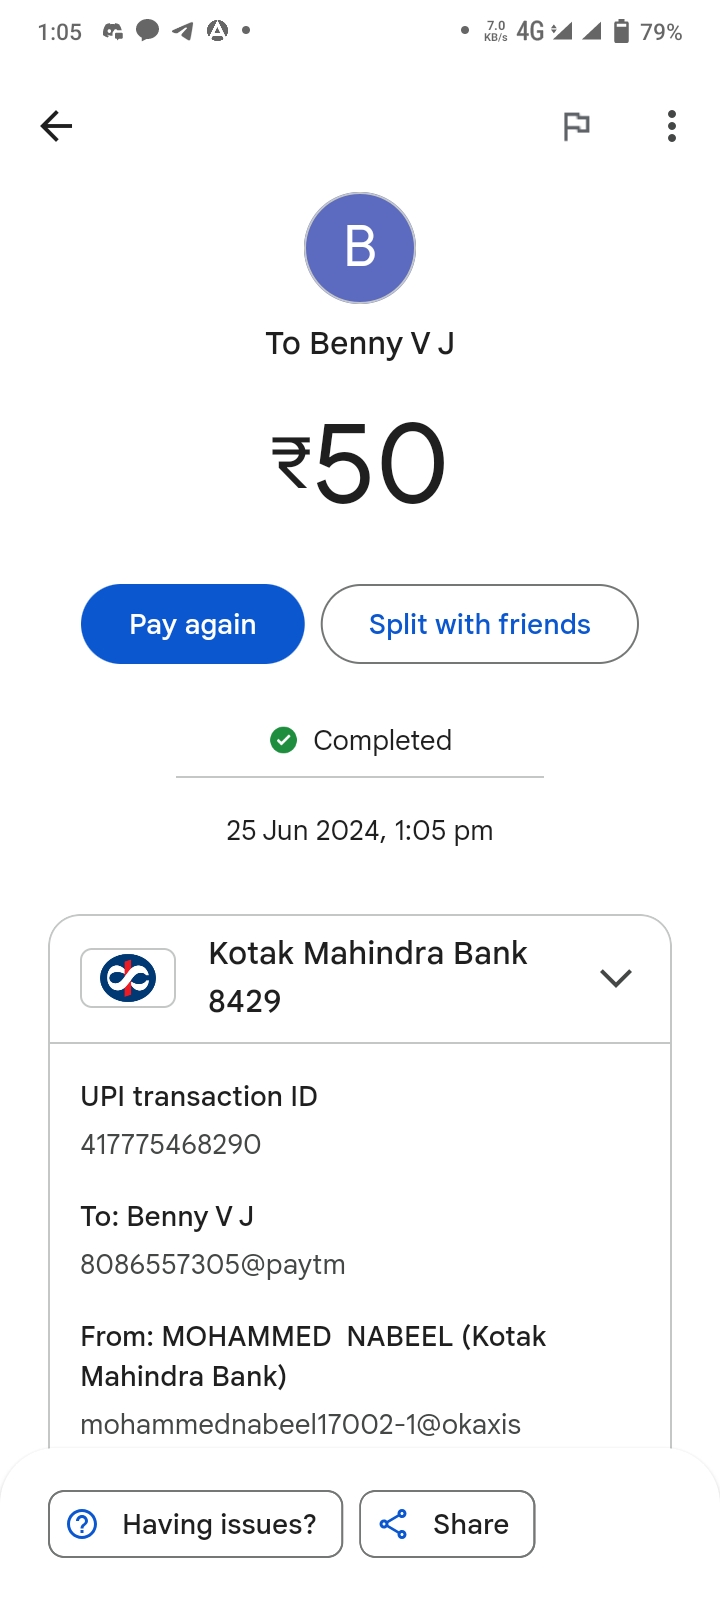 1:05 7.0 KB/s 4G 79%
B
To Benny V J
₹50
Pay again Split with friends
Completed
25 Jun 2024, 1:05 pm
Kotak Mahindra Bank
8429
UPI transaction ID
417775468290
To: Benny V J
8086557305@paytm
From: MOHAMMED  NABEEL (Kotak
Mahindra Bank)
mohammednabeel17002-1@okaxis
Having issues? Share